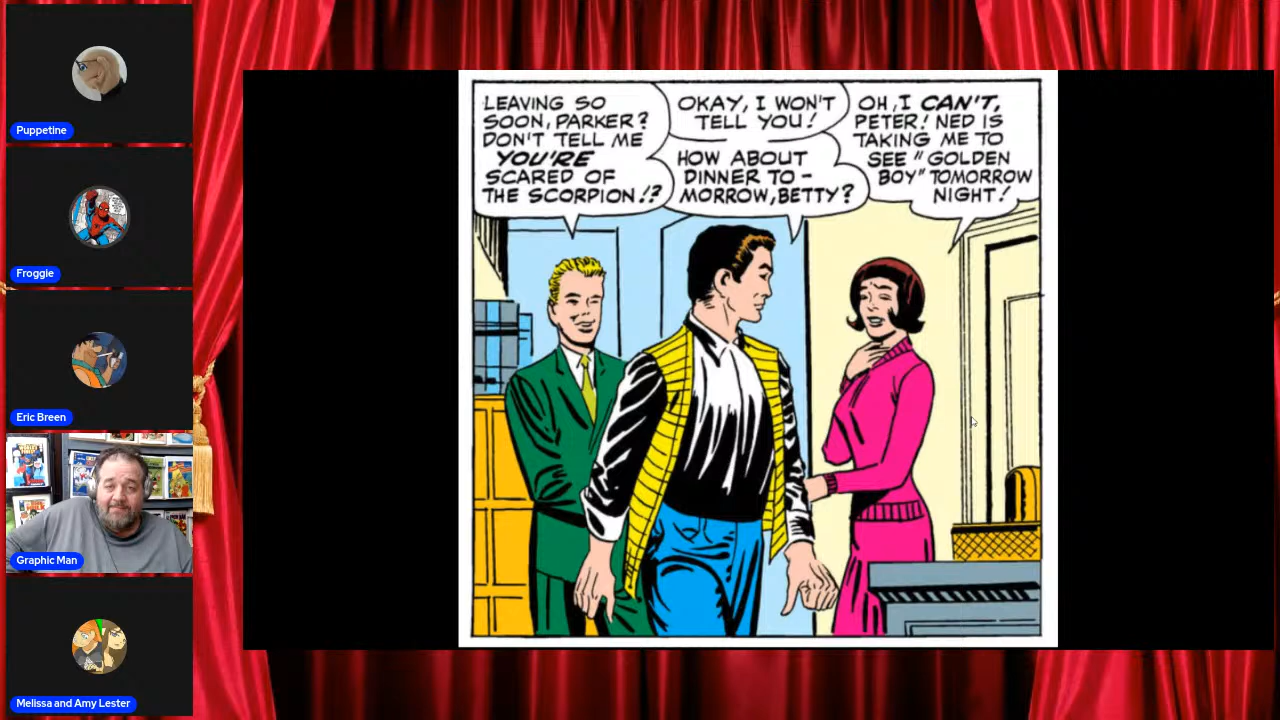 Puppetine
Froggie
Eric Breen
Graphic Man
Melissa and Amy Lester
LEAVING SO
SOON, PARKER?
DON'T TELL ME
YOU'RE
SCARED OF
THE SCORPION!?
OKAY, I WON'T
TELL YOU!
HOW ABOUT
DINNER TO-
MORROW, BETTY?
OH, I CAN'T,
PETER! NED IS
TAKING ME TO
SEE "GOLDEN
BOY" TOMORROW
NIGHT!